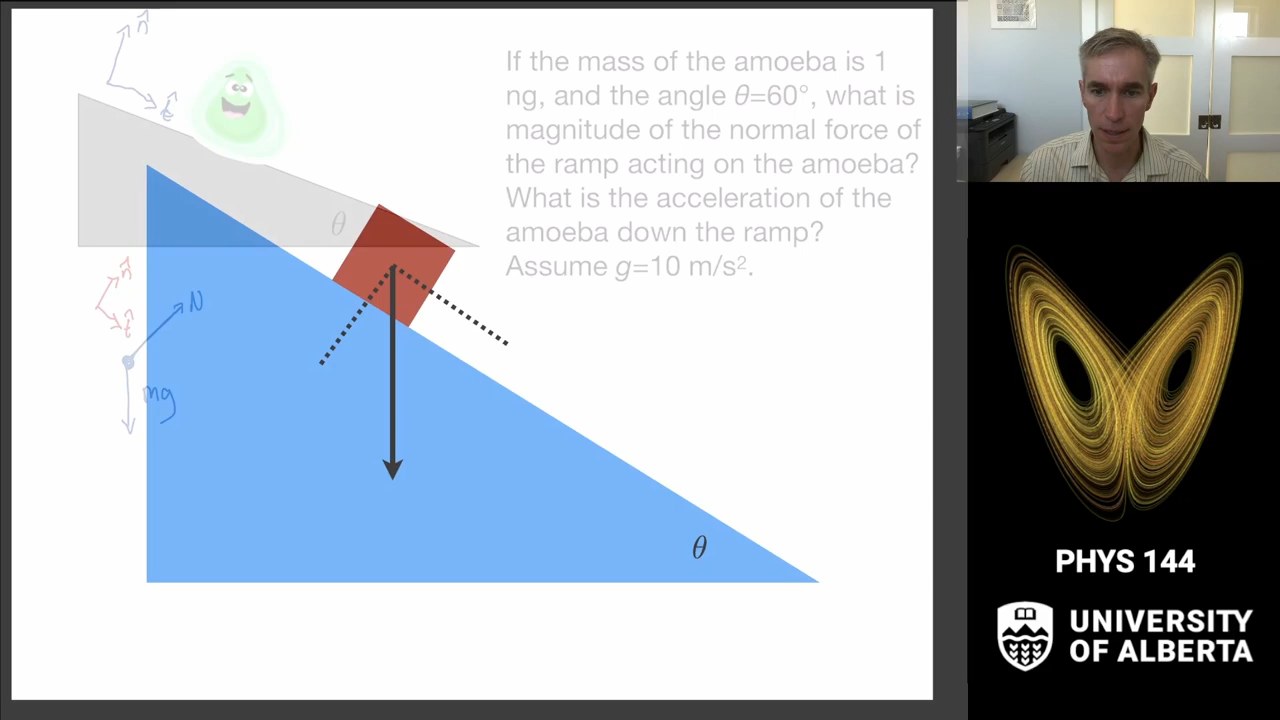 n̂
t̂
If the mass of the amoeba is 1
ng, and the angle θ=60°, what is
magnitude of the normal force of
the ramp acting on the amoeba?
What is the acceleration of the
amoeba down the ramp?
Assume g=10 m/s².
θ
n̂
t̂
N
mg
θ
PHYS 144
UNIVERSITY
OF ALBERTA